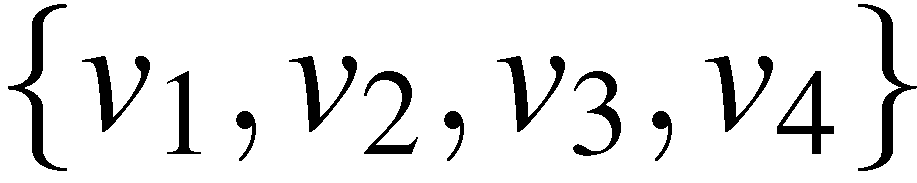 {v₁, v₂, v₃, v₄}